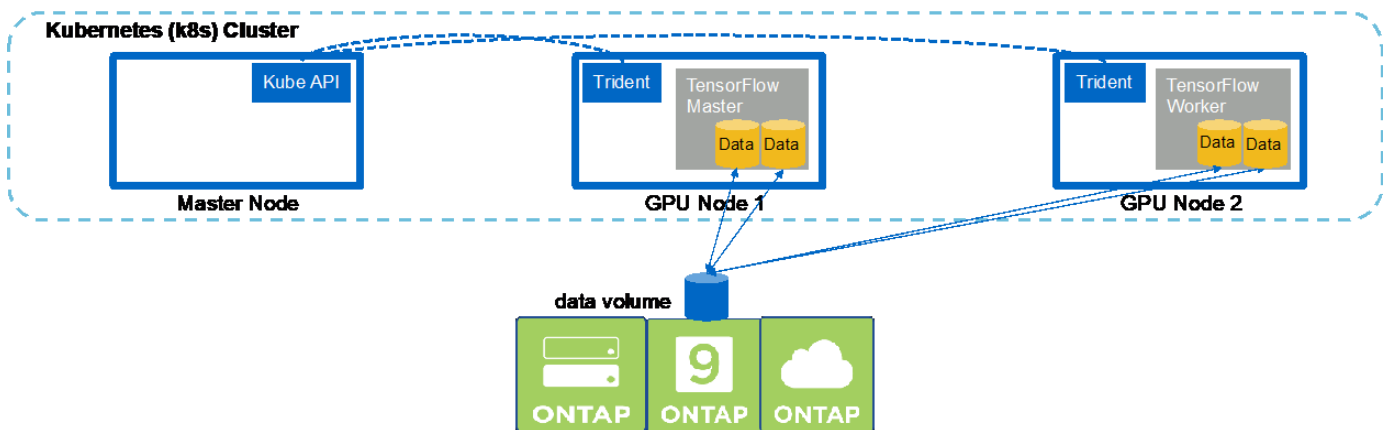 Kubernetes (k8s) Cluster
Kube API
Master Node
Trident
TensorFlow
Master
Data Data
GPU Node 1
Trident
TensorFlow
Worker
Data Data
GPU Node 2
data volume
9
ONTAP ONTAP ONTAP